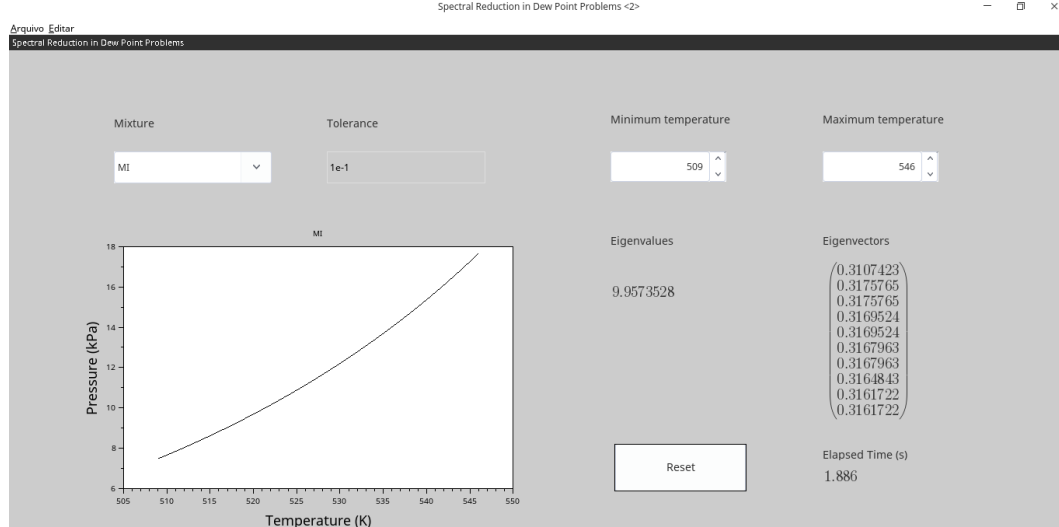 Spectral Reduction in Dew Point Problems <2>
Arquivo Editar
Spectral Reduction in Dew Point Problems
Mixture
Tolerance
Minimum temperature
Maximum temperature
MI
1e-1
509
546
MI
Eigenvalues
Eigenvectors
9.9573528
0.3107423
0.3175765
0.3175765
0.3169524
0.3169524
0.3167963
0.3167963
0.3164843
0.3161722
0.3161722
18
16
14
12
10
8
6
Pressure (kPa)
505 510 515 520 525 530 535 540 545 550
Temperature (K)
Reset
Elapsed Time (s)
1.886